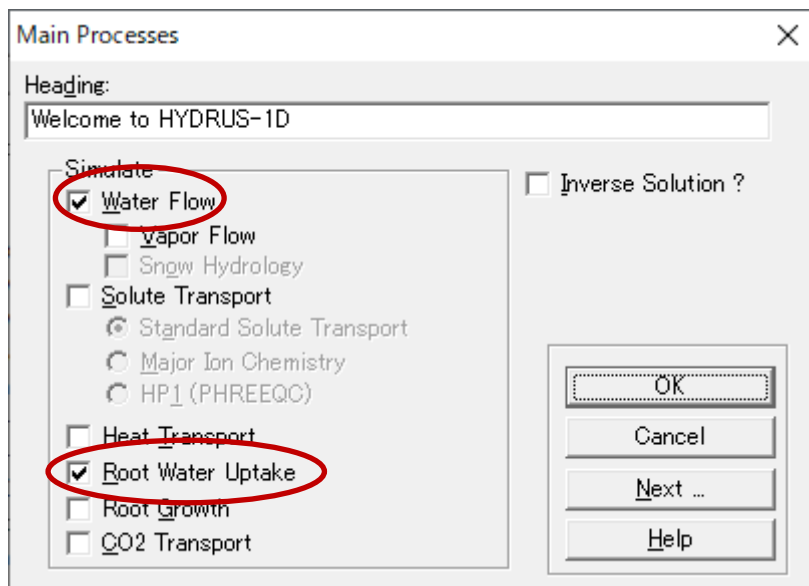 Main Processes
Heading:
Welcome to HYDRUS-1D
Simulate
Water Flow
Vapor Flow
Snow Hydrology
Solute Transport
Standard Solute Transport
Major Ion Chemistry
HP1 (PHREEQC)
Heat Transport
Root Water Uptake
Root Growth
CO2 Transport
Inverse Solution ?
OK
Cancel
Next ...
Help